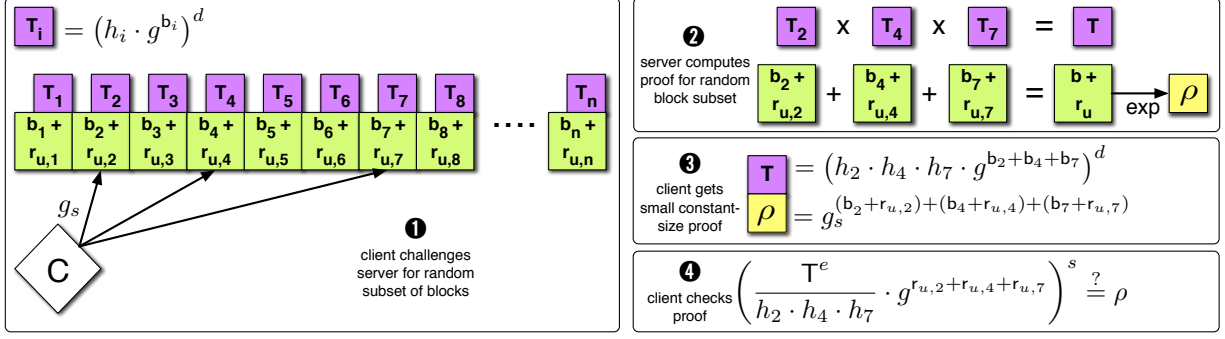 T_i = (h_i · g^{b_i})^d
T_1 T_2 T_3 T_4 T_5 T_6 T_7 T_8 T_n
b_1 + b_2 + b_3 + b_4 + b_5 + b_6 + b_7 + b_8 + .... b_n +
r_{u,1} r_{u,2} r_{u,3} r_{u,4} r_{u,5} r_{u,6} r_{u,7} r_{u,8} r_{u,n}
g_s
C
❶
client challenges
server for random
subset of blocks
❷
server computes
proof for random
block subset
T_2 x T_4 x T_7 = T
b_2 + b_4 + b_7 + b +
r_{u,2} + r_{u,4} + r_{u,7} = r_u exp ρ
❸
client gets
small constant-
size proof
T = (h_2 · h_4 · h_7 · g^{b_2+b_4+b_7})^d
ρ = g_s^{(b_2+r_{u,2})+(b_4+r_{u,4})+(b_7+r_{u,7})}
❹
client checks
proof
(T^e / h_2 · h_4 · h_7 · g^{r_{u,2}+r_{u,4}+r_{u,7}})^s ?= ρ